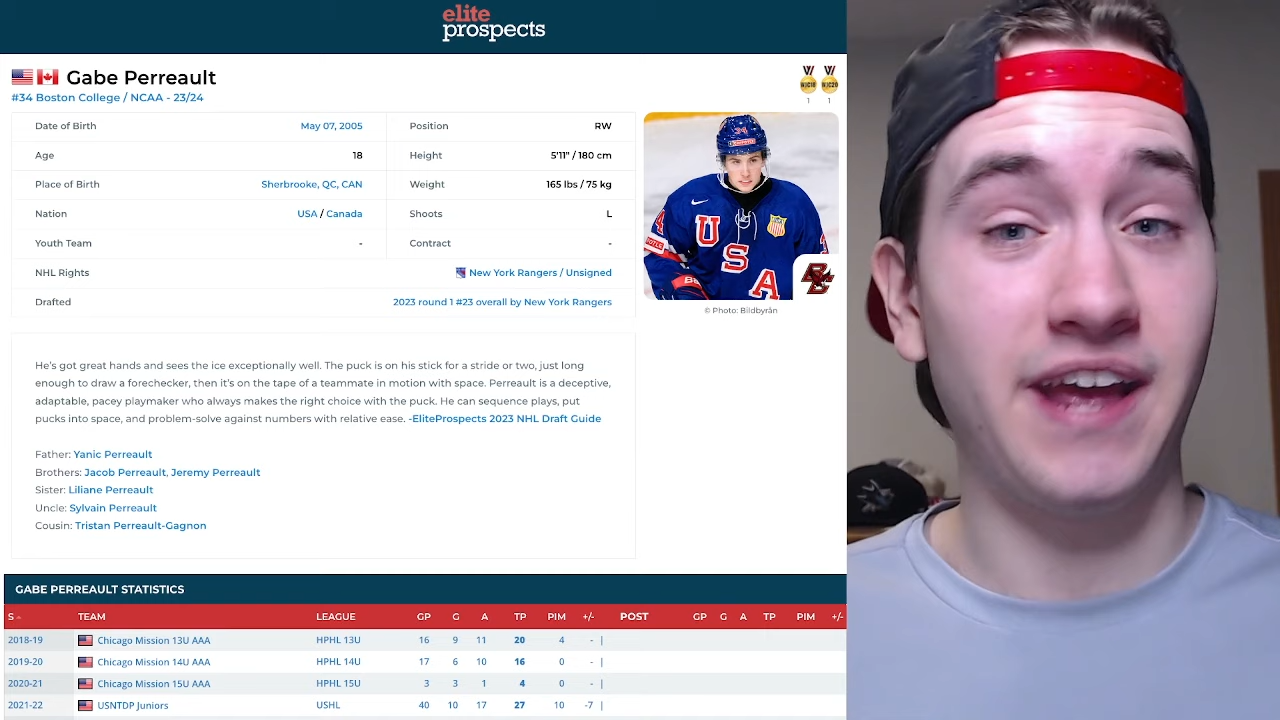 elite
prospects
Gabe Perreault
#34 Boston College / NCAA - 23/24
WJC18 WJC20
1 1
Date of Birth May 07, 2005 Position RW
Age 18 Height 5'11" / 180 cm
Place of Birth Sherbrooke, QC, CAN Weight 165 lbs / 75 kg
Nation USA / Canada Shoots L
Youth Team - Contract -
NHL Rights New York Rangers / Unsigned
Drafted 2023 round 1 #23 overall by New York Rangers
34
USA
BC
© Photo: Bildbyrån
He's got great hands and sees the ice exceptionally well. The puck is on his stick for a stride or two, just long
enough to draw a forechecker, then it's on the tape of a teammate in motion with space. Perreault is a deceptive,
adaptable, pacey playmaker who always makes the right choice with the puck. He can sequence plays, put
pucks into space, and problem-solve against numbers with relative ease. -EliteProspects 2023 NHL Draft Guide
Father: Yanic Perreault
Brothers: Jacob Perreault, Jeremy Perreault
Sister: Liliane Perreault
Uncle: Sylvain Perreault
Cousin: Tristan Perreault-Gagnon
GABE PERREAULT STATISTICS
S TEAM LEAGUE GP G A TP PIM +/- POST GP G A TP PIM +/-
2018-19 Chicago Mission 13U AAA HPHL 13U 16 9 11 20 4 - |
2019-20 Chicago Mission 14U AAA HPHL 14U 17 6 10 16 0 - |
2020-21 Chicago Mission 15U AAA HPHL 15U 3 3 1 4 0 - |
2021-22 USNTDP Juniors USHL 40 10 17 27 10 -7 |